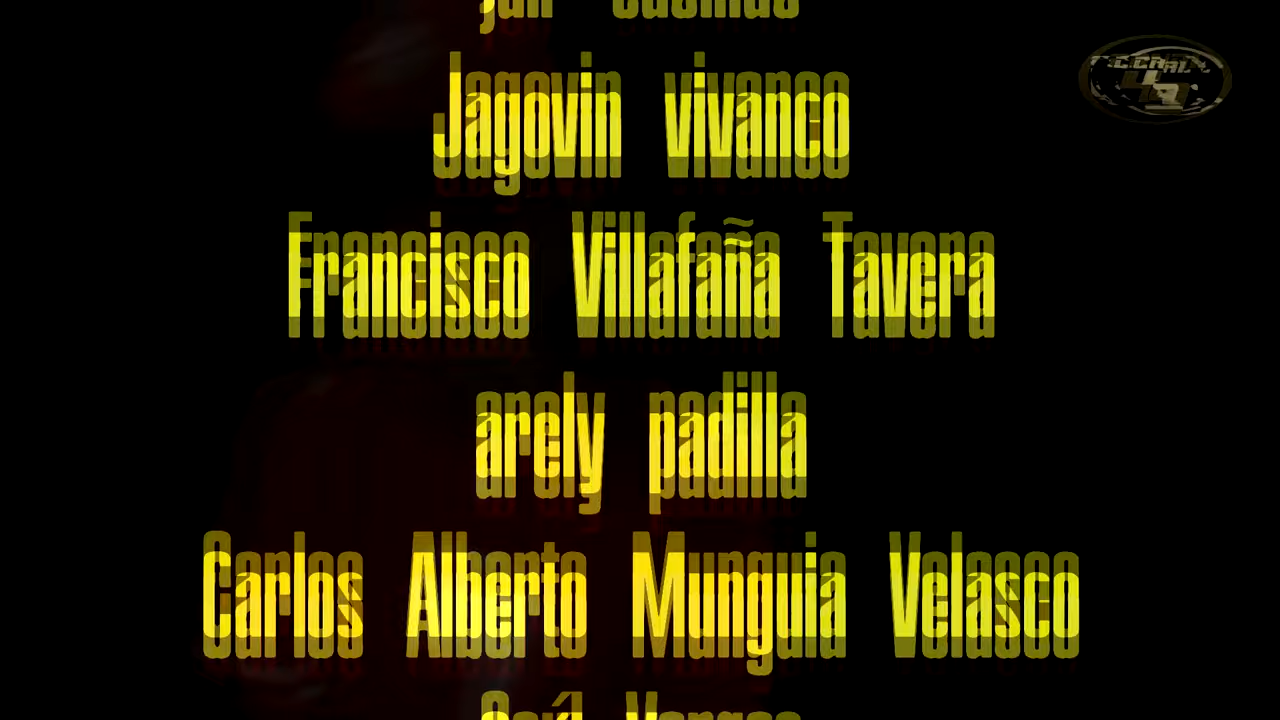 Jagovin vivanco
Francisco Villafaña Tavera
arely padilla
Carlos Alberto Munguia Velasco